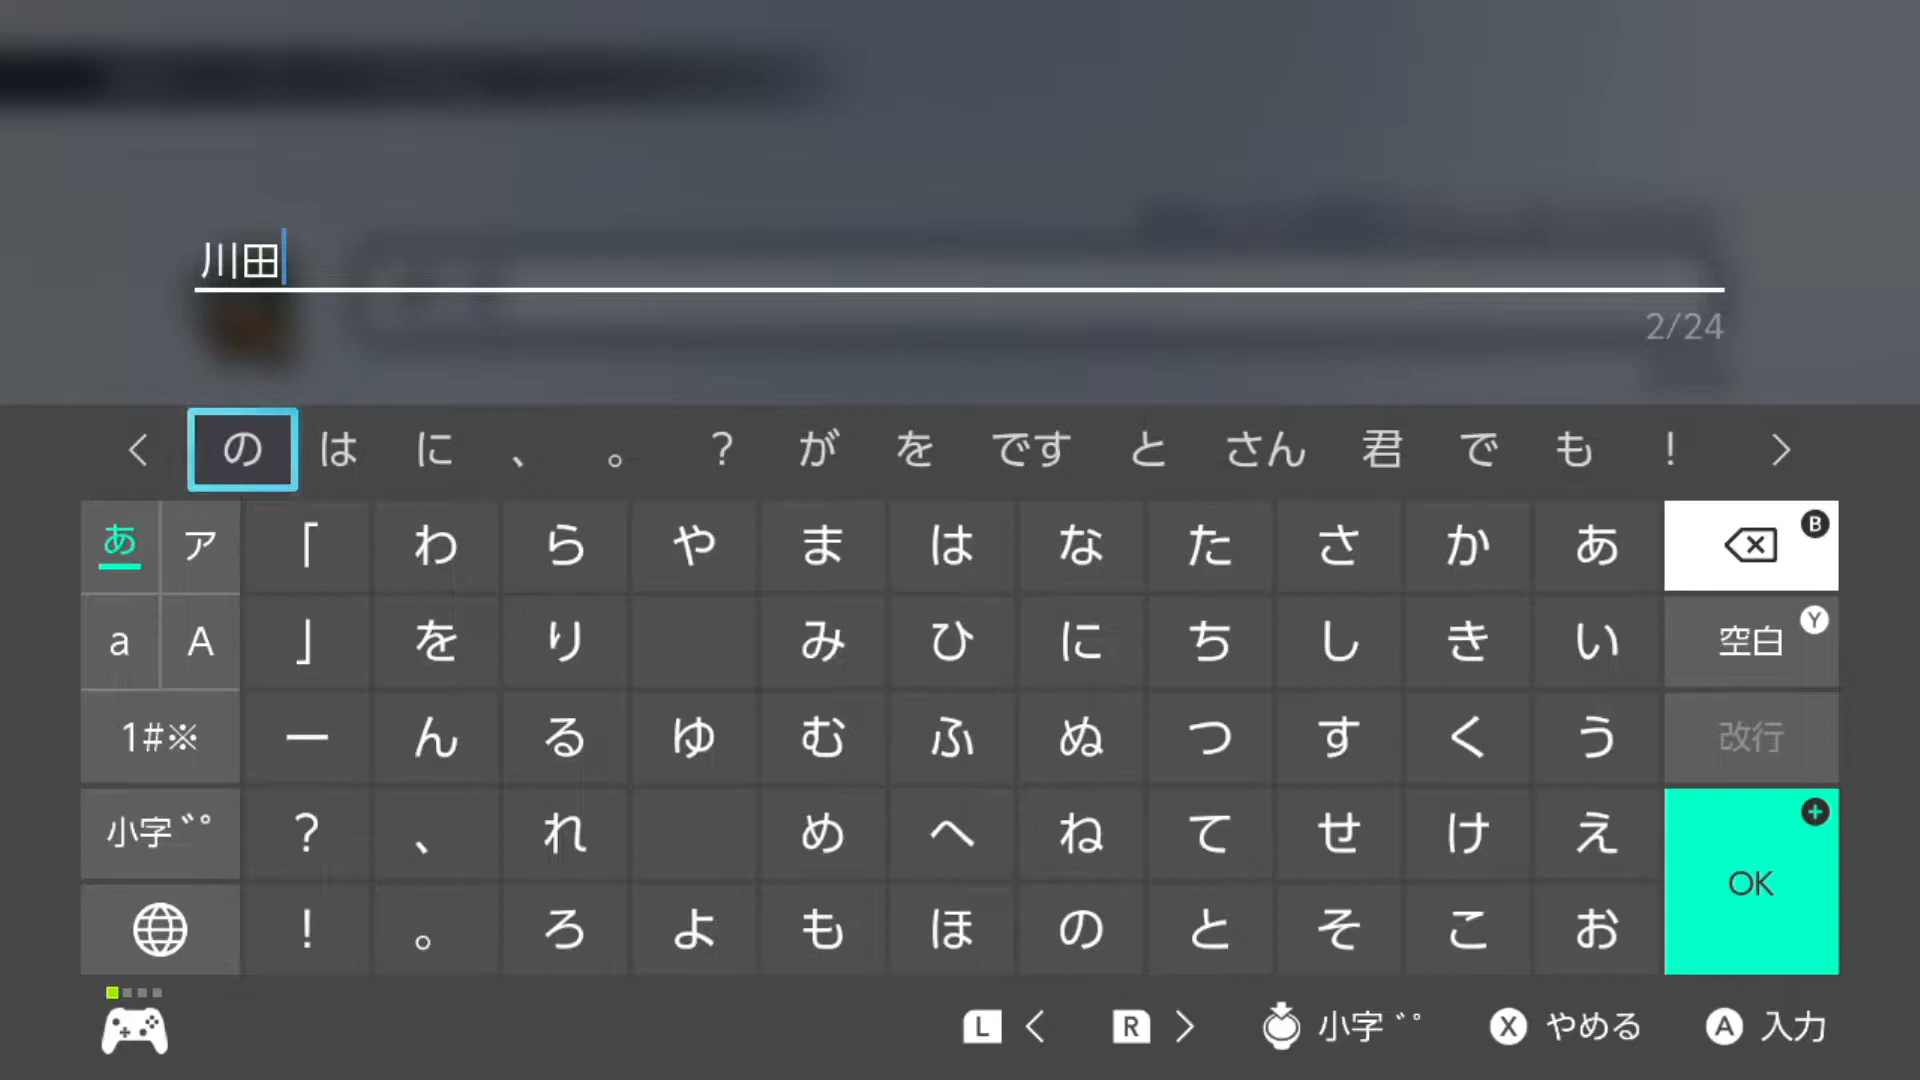 川田
2/24
< の は に 、 。 ? が を です と さん 君 で も ! >
あ ア 「 わ ら や ま は な た さ か あ B
a A 」 を り み ひ に ち し き い 空白 Y
1#※ ー ん る ゆ む ふ ぬ つ す く う 改行
小字゛゜ ? 、 れ め へ ね て せ け え +
! 。 ろ よ も ほ の と そ こ お OK
L < R > 小字゛゜ X やめる A 入力